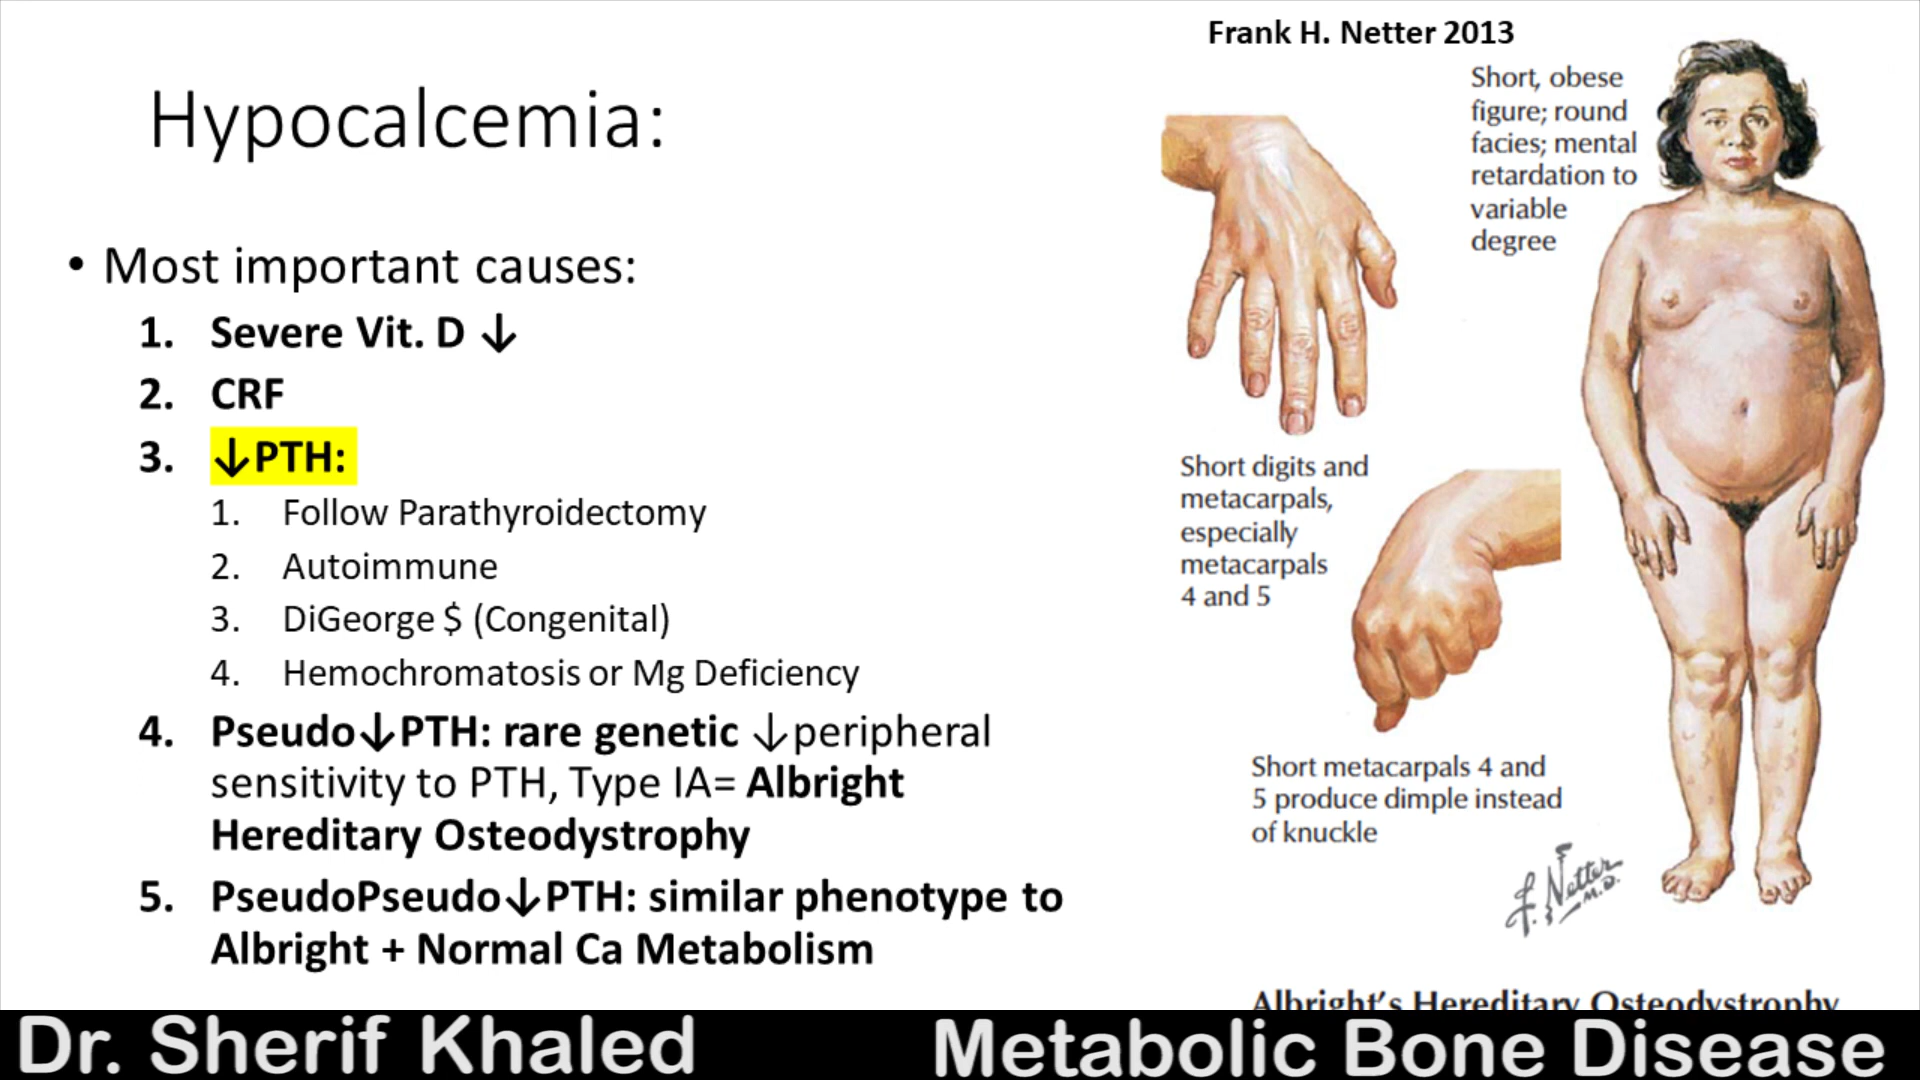 Frank H. Netter 2013
Hypocalcemia:
• Most important causes:
1. Severe Vit. D ↓
2. CRF
3. ↓PTH:
1. Follow Parathyroidectomy
2. Autoimmune
3. DiGeorge $ (Congenital)
4. Hemochromatosis or Mg Deficiency
4. Pseudo↓PTH: rare genetic ↓peripheral
sensitivity to PTH, Type IA= Albright
Hereditary Osteodystrophy
5. PseudoPseudo↓PTH: similar phenotype to
Albright + Normal Ca Metabolism
Short, obese
figure; round
facies; mental
retardation to
variable
degree
Short digits and
metacarpals,
especially
metacarpals
4 and 5
Short metacarpals 4 and
5 produce dimple instead
of knuckle
F. Netter
M.D.
Albright's Hereditary Osteodystrophy
Dr. Sherif Khaled
Metabolic Bone Disease